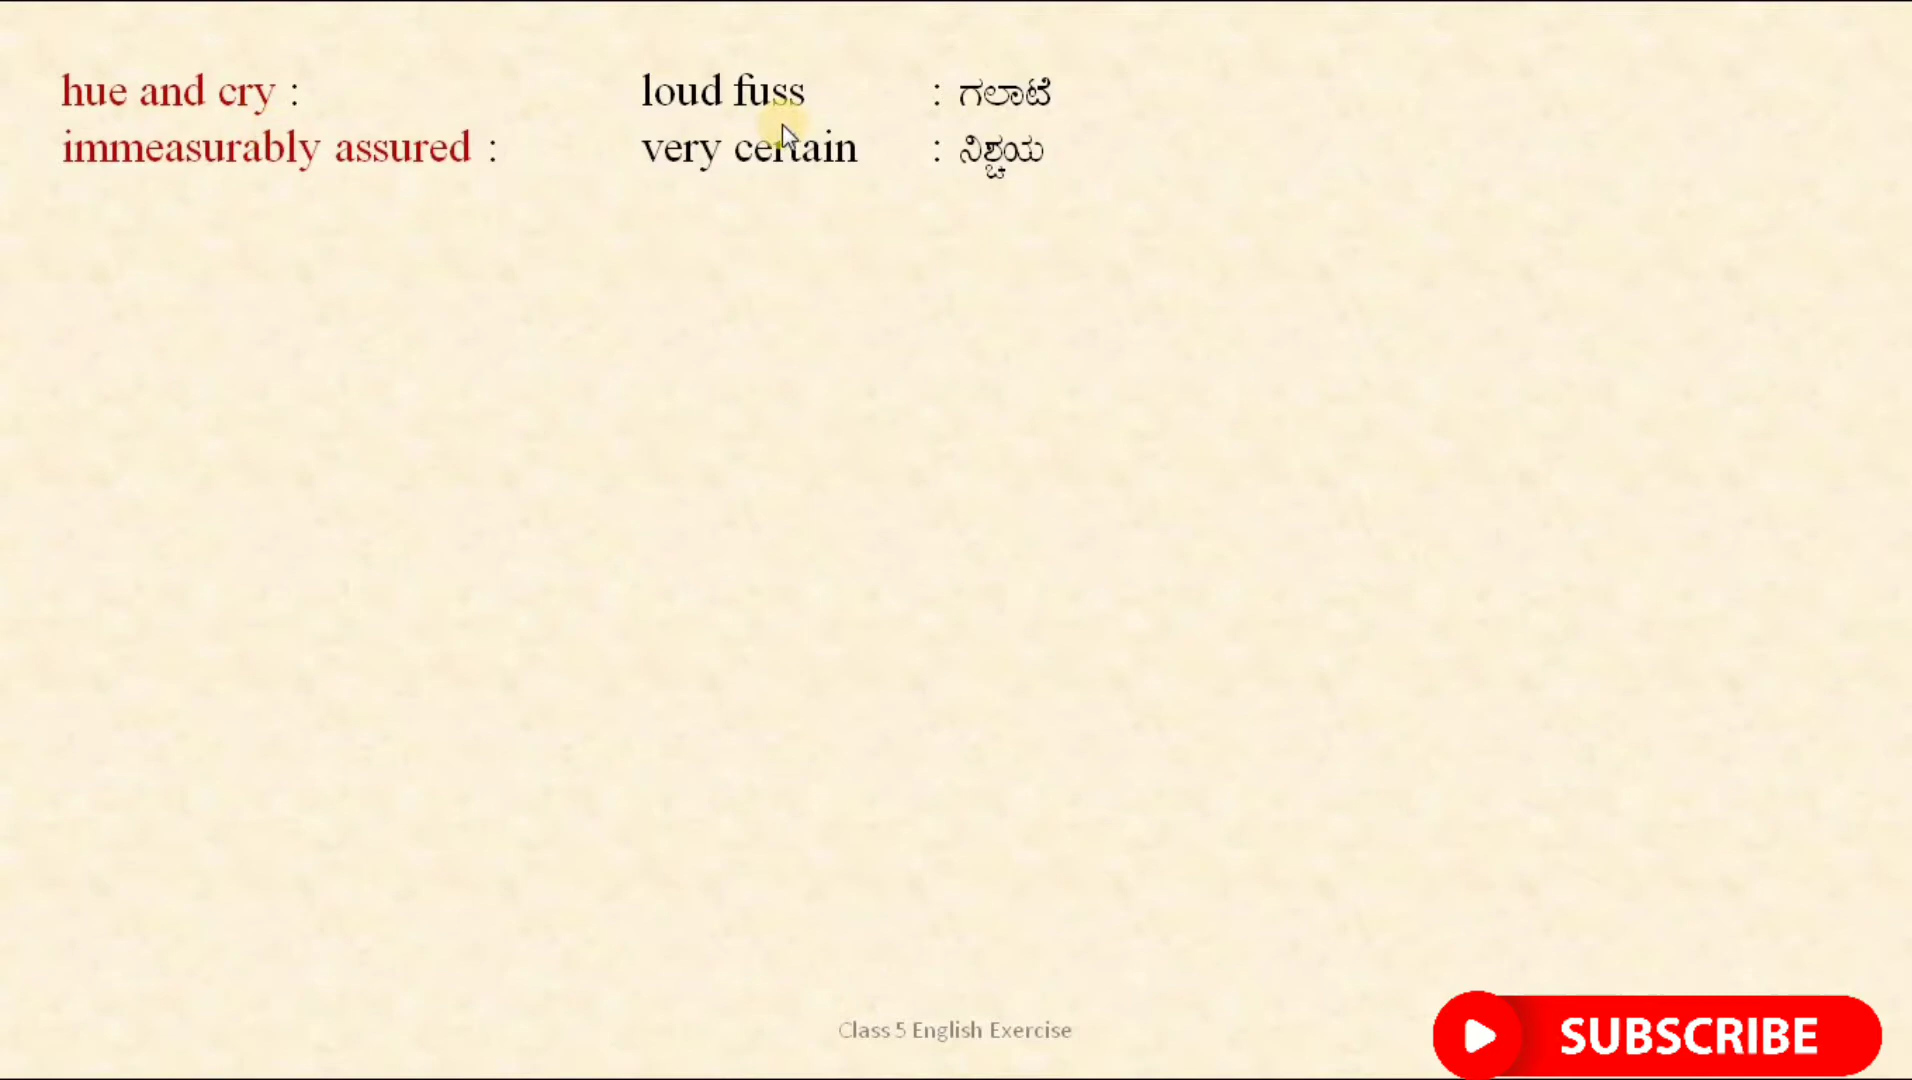 hue and cry : loud fuss : ಗಲಾಟೆ
immeasurably assured : very certain : ನಿಶ್ಚಯ
Class 5 English Exercise
SUBSCRIBE